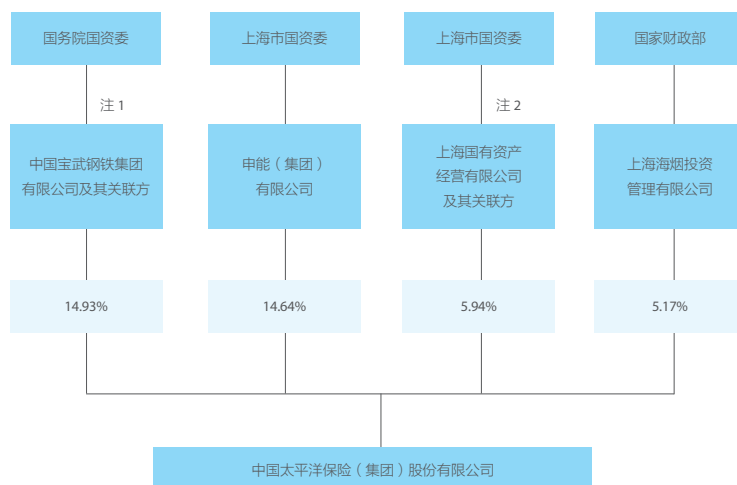 国务院国资委
上海市国资委
上海市国资委
国家财政部
注 1
注 2
中国宝武钢铁集团
有限公司及其关联方
申能（集团）
有限公司
上海国有资产
经营有限公司
及其关联方
上海海烟投资
管理有限公司
14.93%
14.64%
5.94%
5.17%
中国太平洋保险（集团）股份有限公司